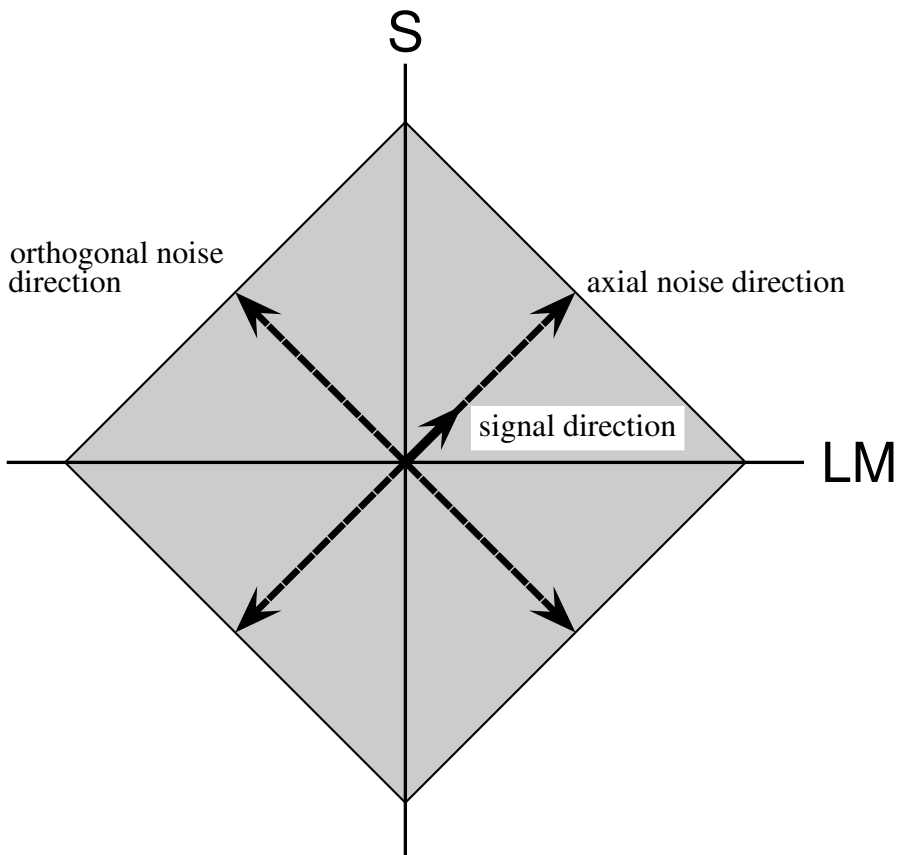 S
orthogonal noise
direction
axial noise direction
signal direction
LM